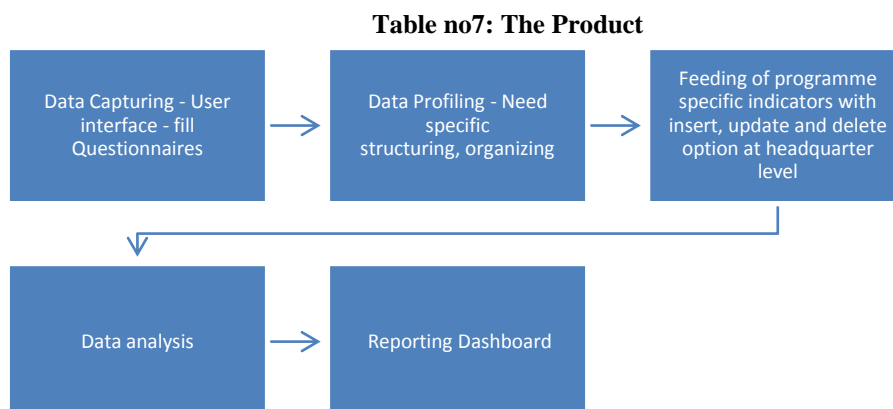 Table no7: The Product
Data Capturing - User
interface - fill
Questionnaires
Data Profiling - Need
specific
structuring, organizing
Feeding of programme
specific indicators with
insert, update and delete
option at headquarter
level
Data analysis
Reporting Dashboard